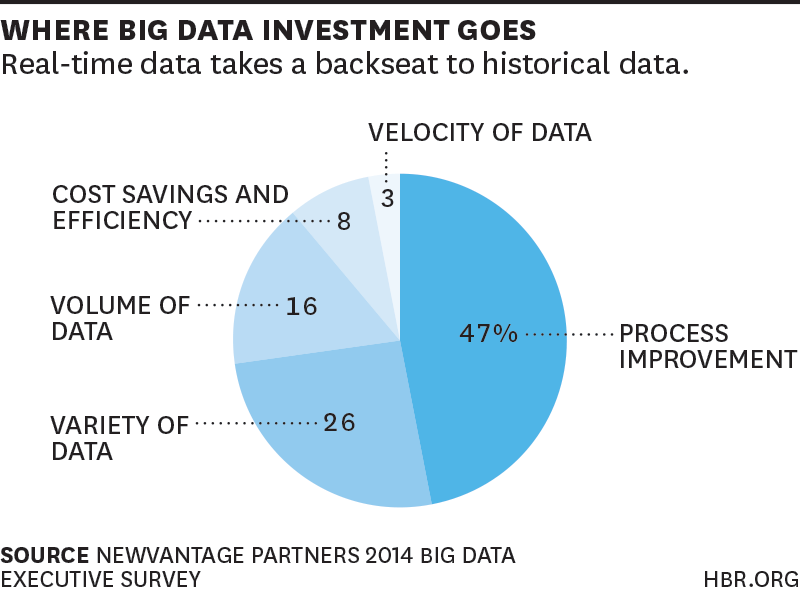 WHERE BIG DATA INVESTMENT GOES
Real-time data takes a backseat to historical data.
VELOCITY OF DATA
3
COST SAVINGS AND
EFFICIENCY
8
VOLUME OF
DATA
16
47%
PROCESS
IMPROVEMENT
VARIETY OF
DATA
26
SOURCE NEWVANTAGE PARTNERS 2014 BIG DATA
EXECUTIVE SURVEY
HBR.ORG